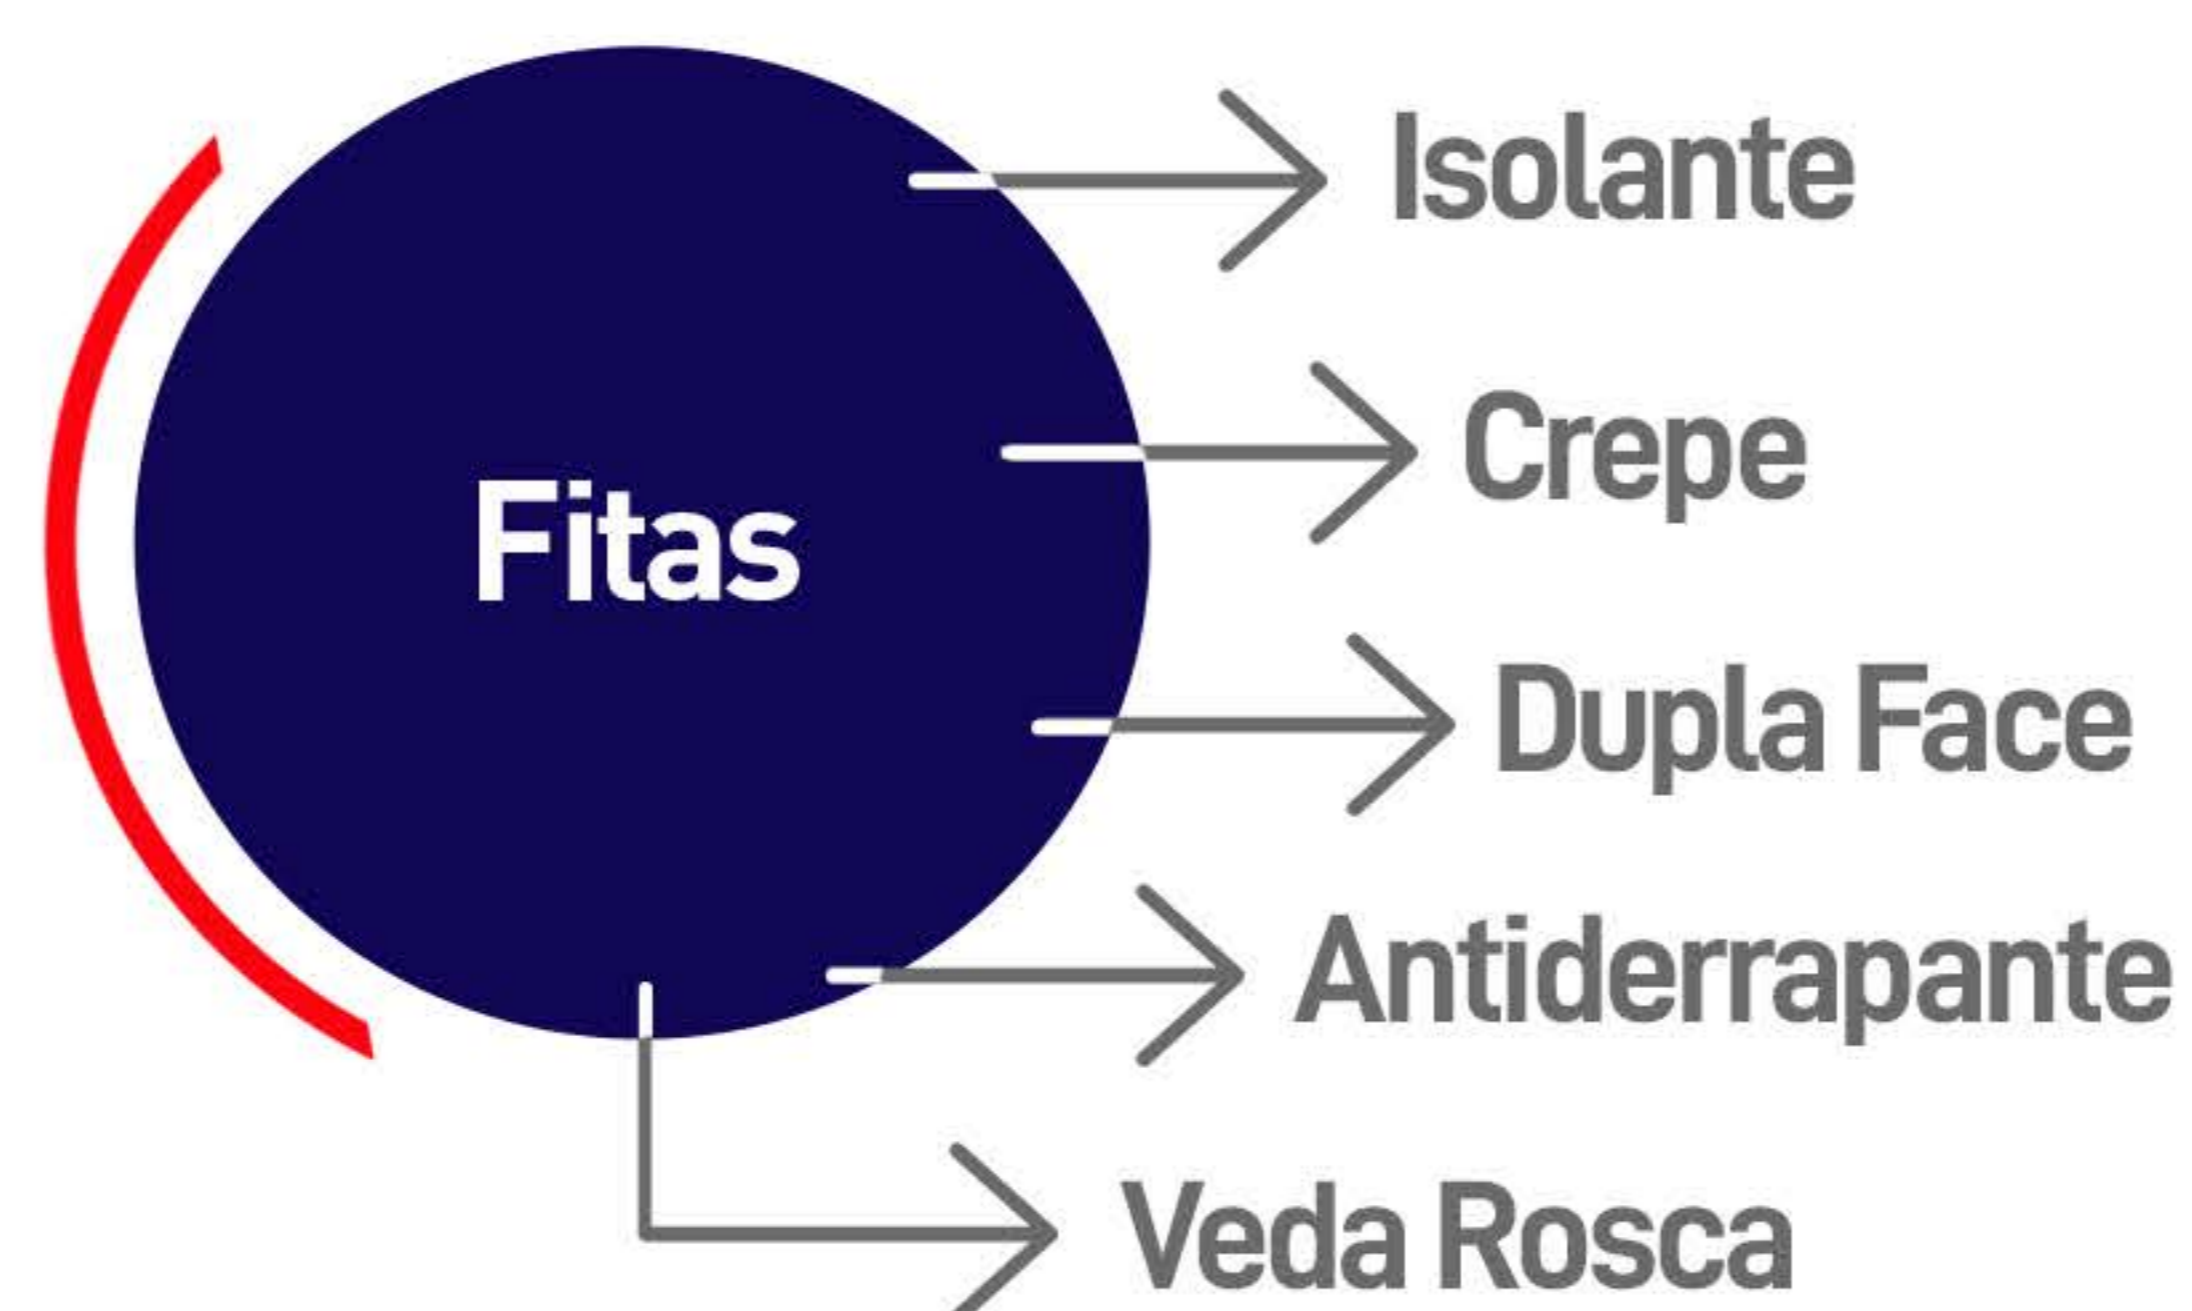 Fitas
Isolante
Crepe
Dupla Face
Antiderrapante
Veda Rosca